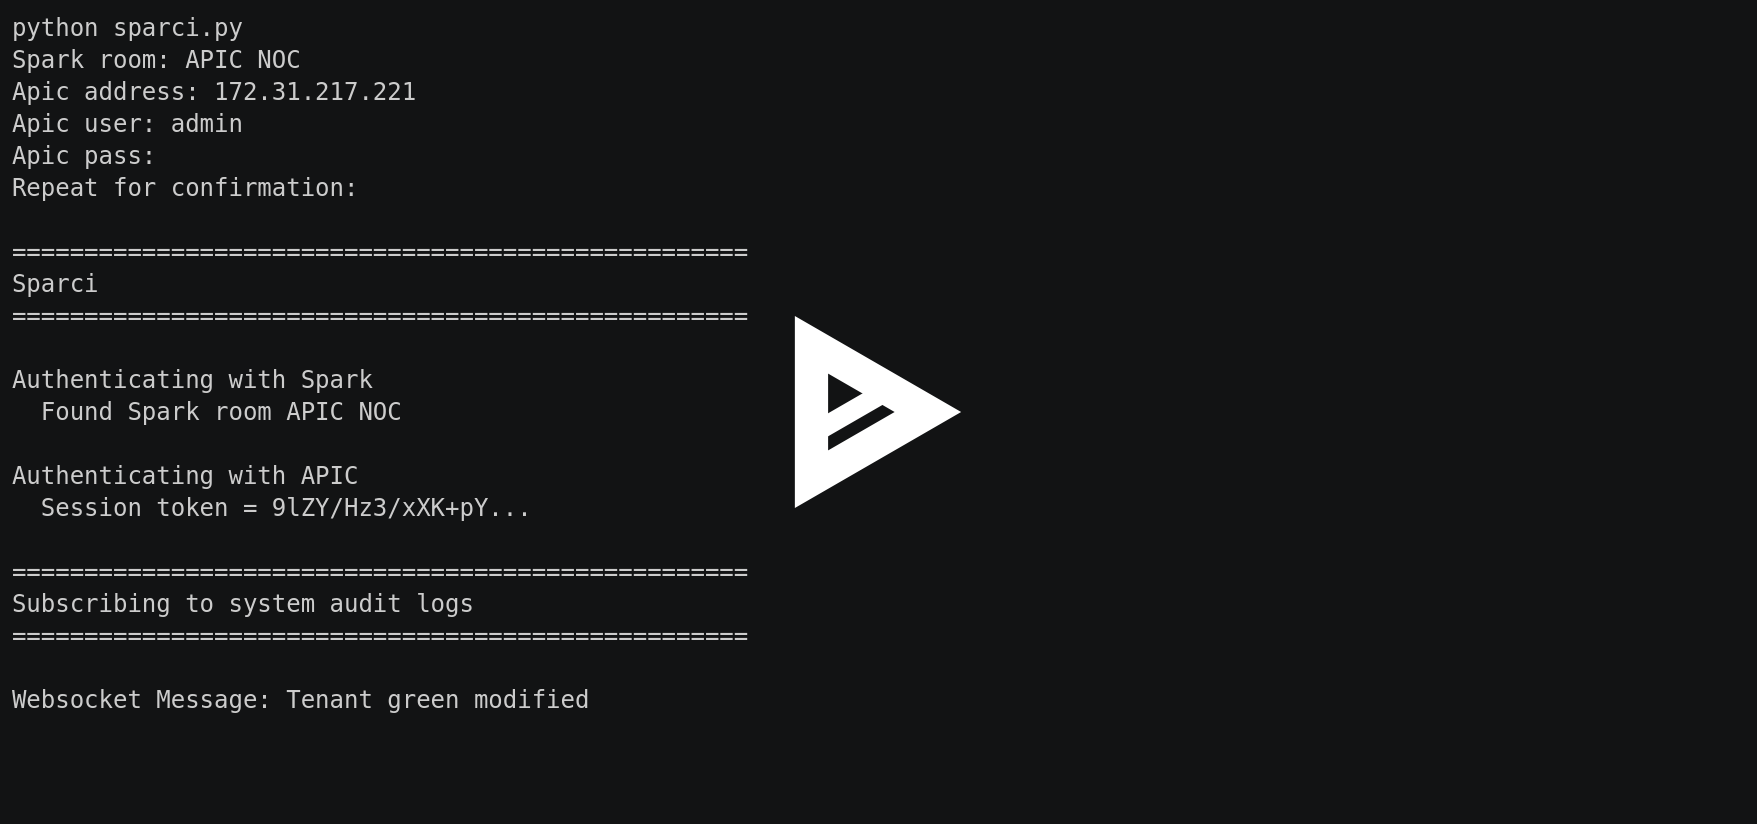 python sparci.py
Spark room: APIC NOC
Apic address: 172.31.217.221
Apic user: admin
Apic pass:
Repeat for confirmation:
===================================================
Sparci
===================================================
Authenticating with Spark
  Found Spark room APIC NOC
Authenticating with APIC
  Session token = 9lZY/Hz3/xXK+pY...
===================================================
Subscribing to system audit logs
===================================================
Websocket Message: Tenant green modified